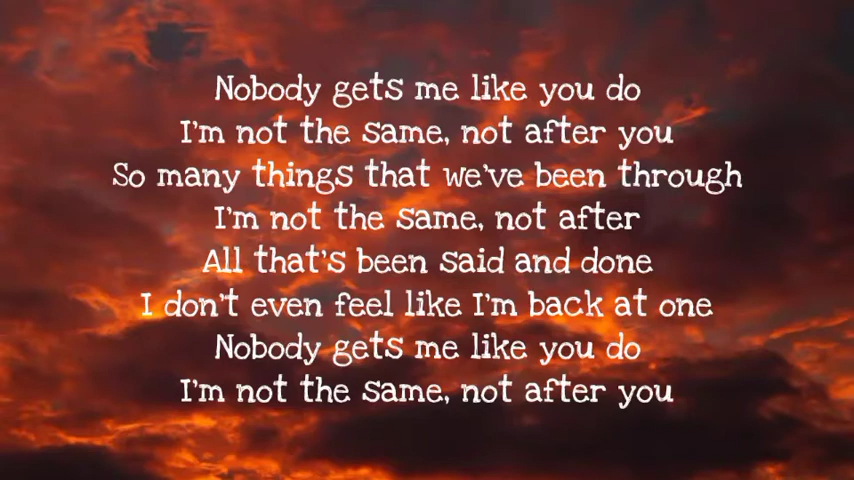 Nobody gets me like you do
I'm not the same, not after you
So many things that we've been through
I'm not the same, not after
All that's been said and done
I don't even feel like I'm back at one
Nobody gets me like you do
I'm not the same, not after you